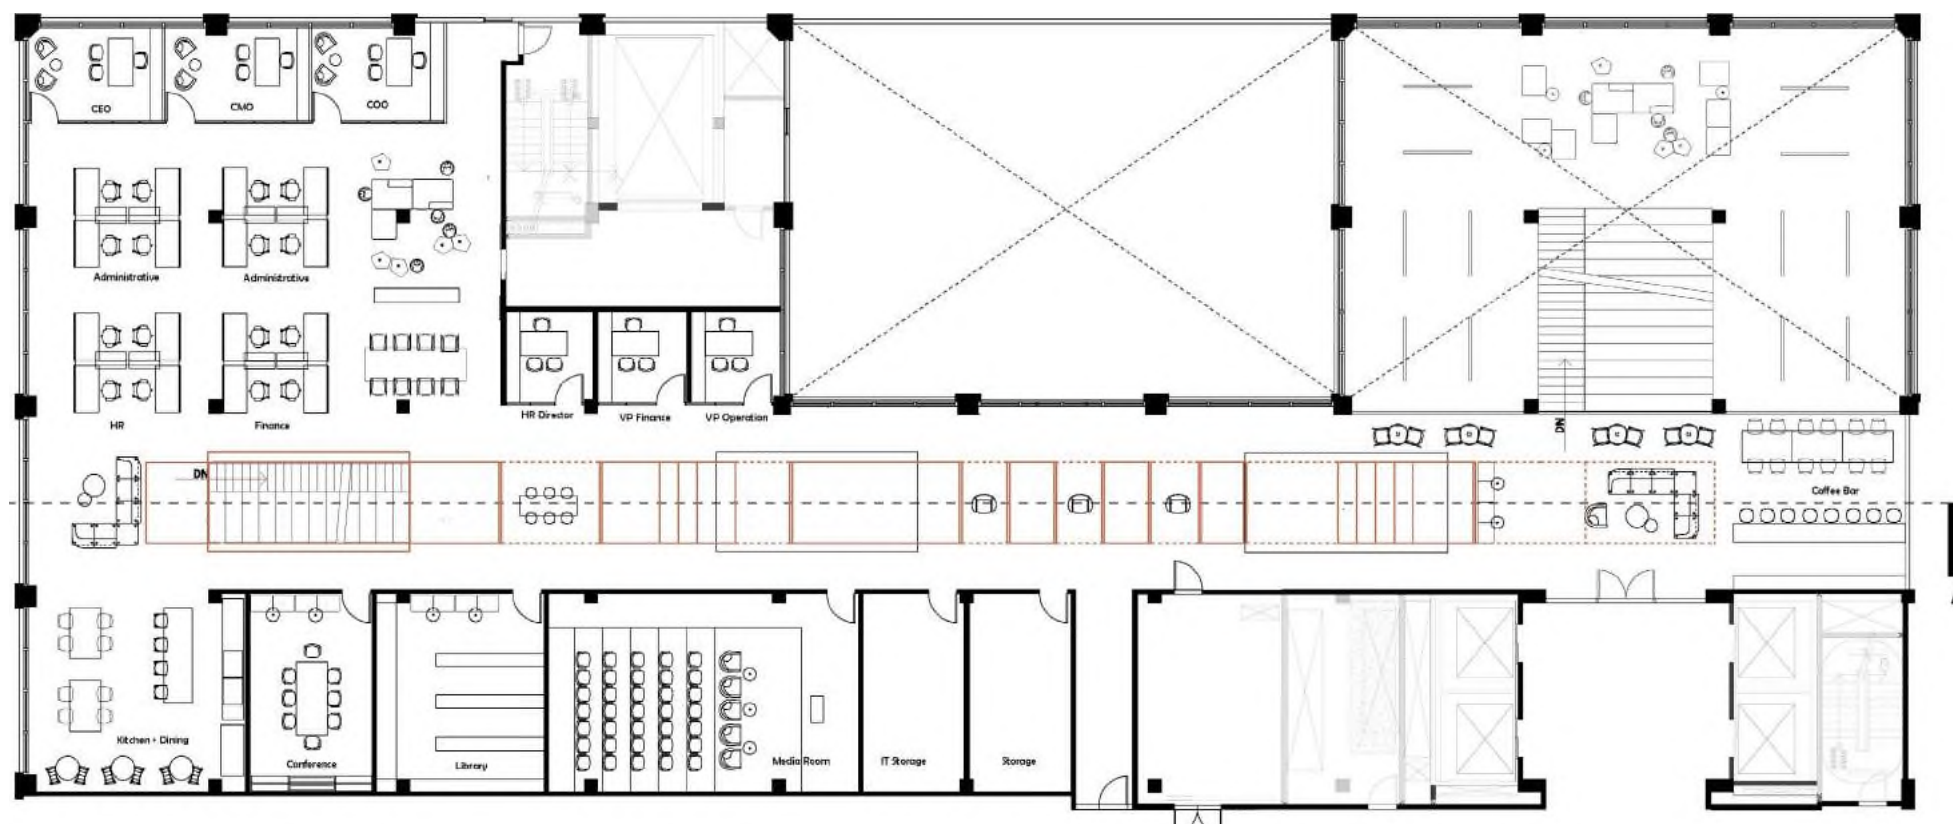 CEO
CMO
COO
Administrative
Administrative
HR
Finance
HR Director
VP Finance
VP Operation
DN
DN
Coffee Bar
Kitchen + Dining
Conference
Library
Media Room
IT Storage
Storage